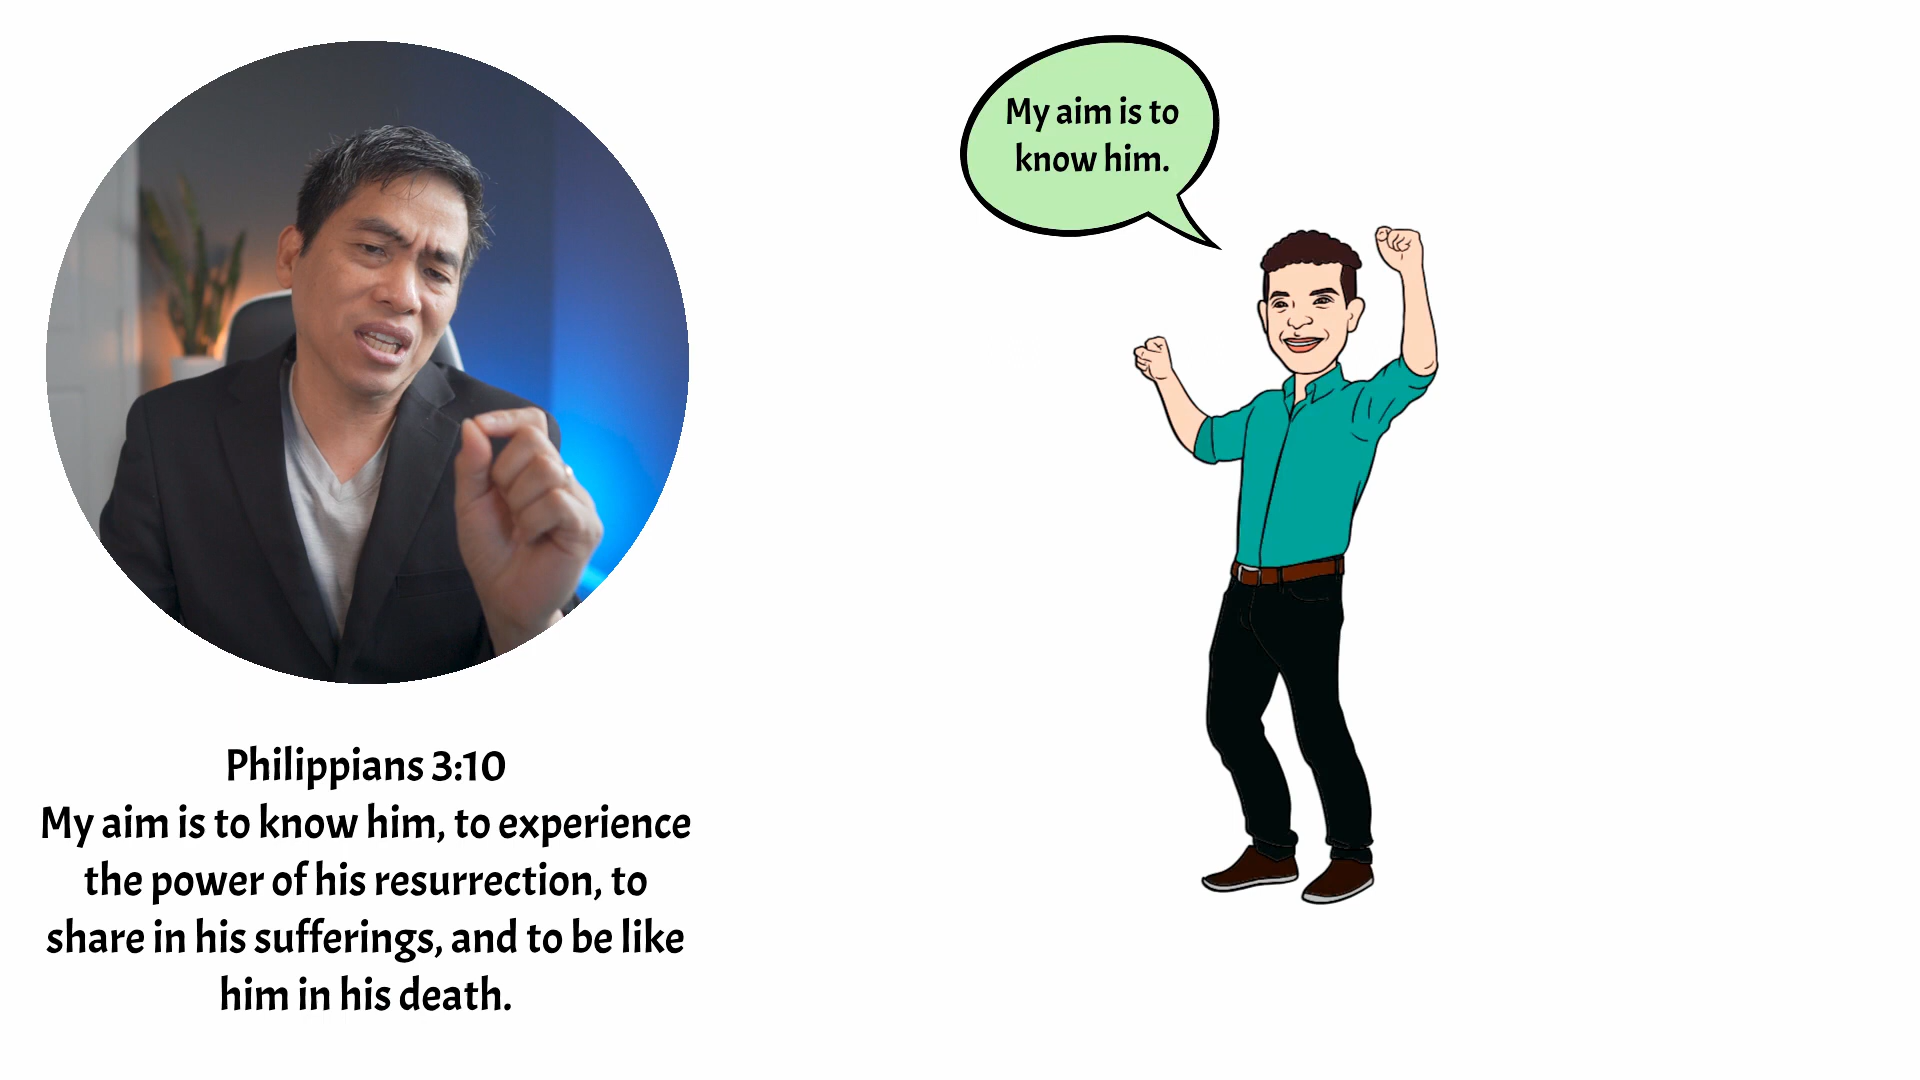 My aim is to
know him.
Philippians 3:10
My aim is to know him, to experience
the power of his resurrection, to
share in his sufferings, and to be like
him in his death.